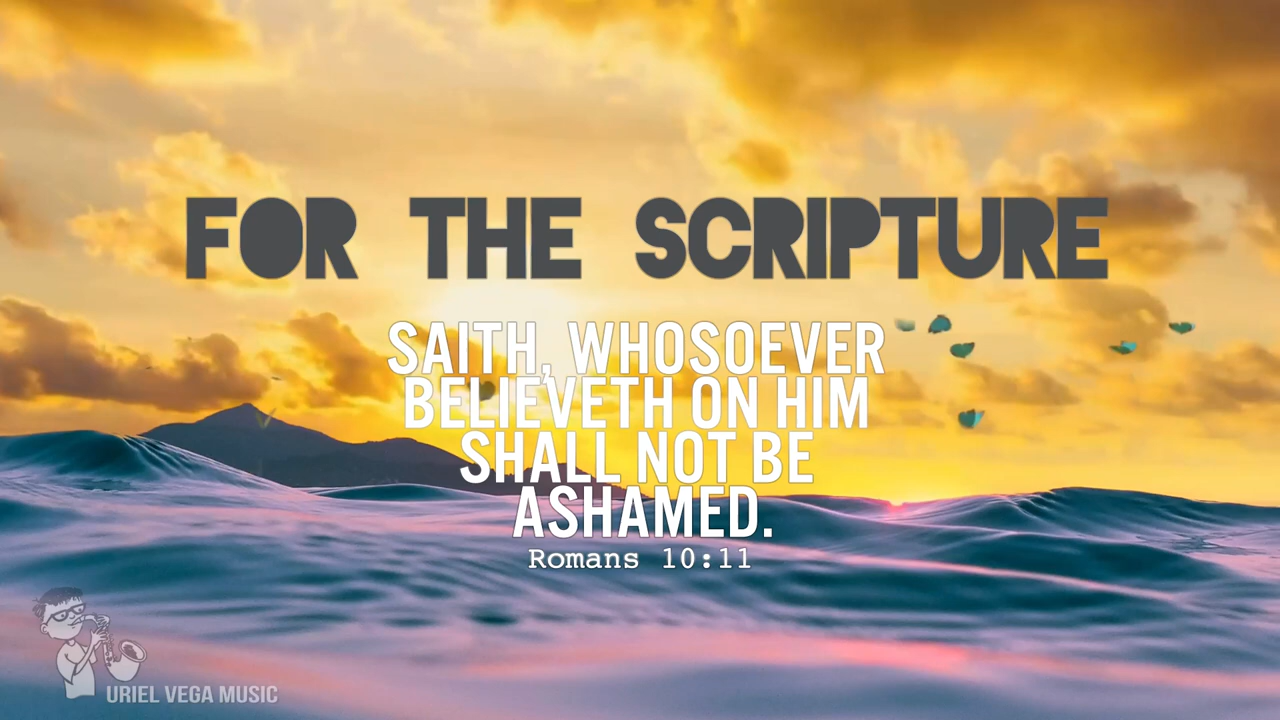 FOR THE SCRIPTURE
SAITH, WHOSOEVER
BELIEVETH ON HIM
SHALL NOT BE
ASHAMED.
Romans 10:11
URIEL VEGA MUSIC